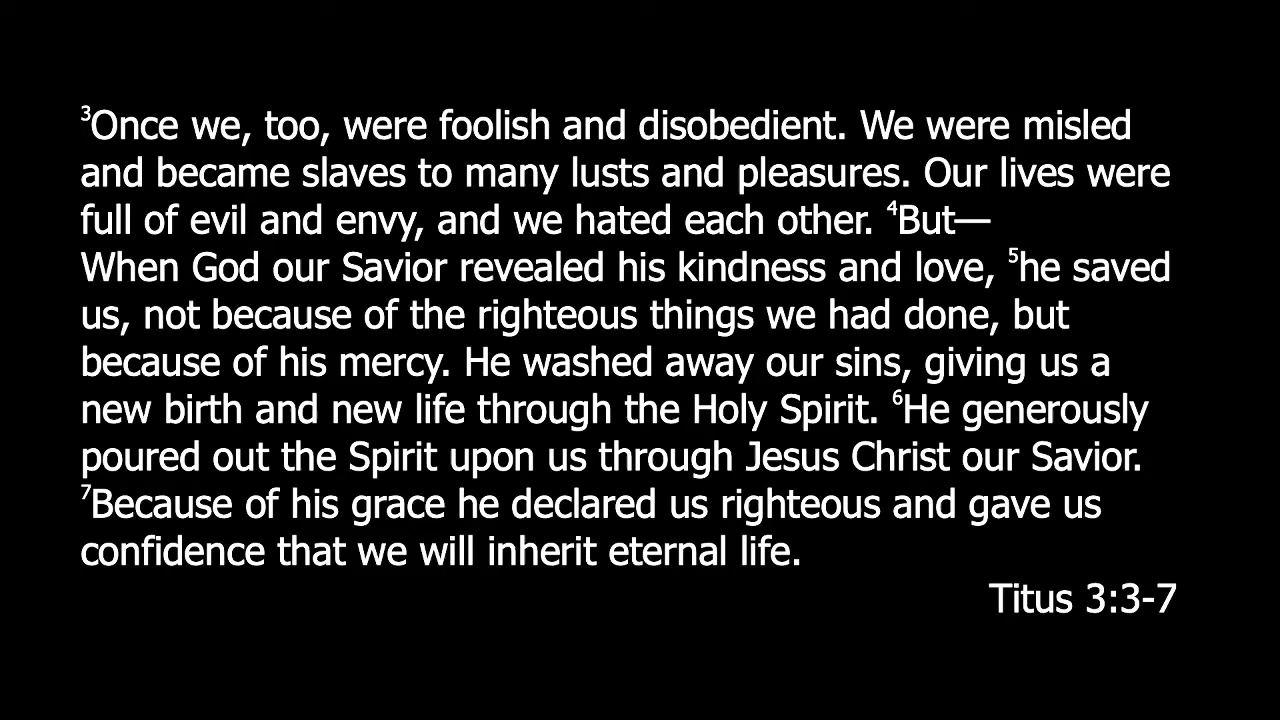 ³Once we, too, were foolish and disobedient. We were misled
and became slaves to many lusts and pleasures. Our lives were
full of evil and envy, and we hated each other. ⁴But—
When God our Savior revealed his kindness and love, ⁵he saved
us, not because of the righteous things we had done, but
because of his mercy. He washed away our sins, giving us a
new birth and new life through the Holy Spirit. ⁶He generously
poured out the Spirit upon us through Jesus Christ our Savior.
⁷Because of his grace he declared us righteous and gave us
confidence that we will inherit eternal life.
Titus 3:3-7